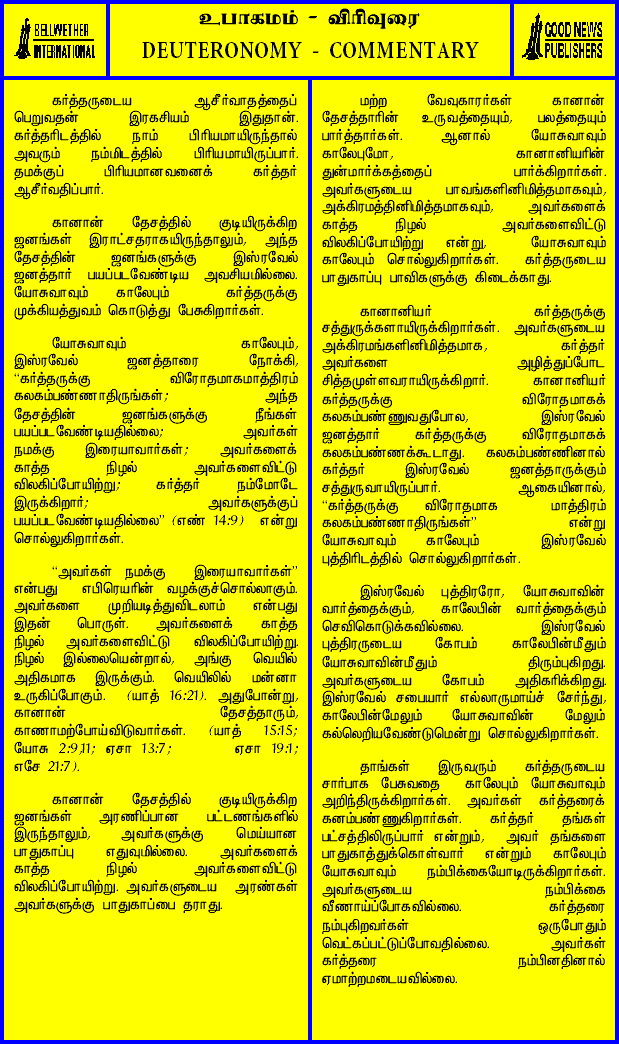 BELLWETHER
INTERNATIONAL
உபாகமம் - விரிவுரை
DEUTERONOMY - COMMENTARY
GOOD NEWS
PUBLISHERS
கர்த்தருடைய ஆசீர்வாதத்தைப்
பெறுவதன் இரகசியம் இதுதான்.
கர்த்தரிடத்தில் நாம் பிரியமாயிருந்தால்
அவரும் நம்மிடத்தில் பிரியமாயிருப்பார்.
தமக்குப் பிரியமானவனைக் கர்த்தர்
ஆசீர்வதிப்பார்.
கானான் தேசத்தில் குடியிருக்கிற
ஜனங்கள் இராட்சதராகயிருந்தாலும், அந்த
தேசத்தின் ஜனங்களுக்கு இஸ்ரவேல்
ஜனத்தார் பயப்படவேண்டிய அவசியமில்லை.
யோசுவாவும் காலேபும் கர்த்தருக்கு
முக்கியத்துவம் கொடுத்து பேசுகிறார்கள்.
யோசுவாவும் காலேபும்,
இஸ்ரவேல் ஜனத்தாரை நோக்கி,
"கர்த்தருக்கு விரோதமாகமாத்திரம்
கலகம்பண்ணாதிருங்கள்; அந்த
தேசத்தின் ஜனங்களுக்கு நீங்கள்
பயப்படவேண்டியதில்லை; அவர்கள்
நமக்கு இரையாவார்கள்; அவர்களைக்
காத்த நிழல் அவர்களைவிட்டு
விலகிப்போயிற்று; கர்த்தர் நம்மோடே
இருக்கிறார்; அவர்களுக்குப்
பயப்படவேண்டியதில்லை" (எண் 14:9) என்று
சொல்லுகிறார்கள்.
"அவர்கள் நமக்கு இரையாவார்கள்"
என்பது எபிரெயரின் வழக்குச்சொல்லாகும்.
அவர்களை முறியடித்துவிடலாம் என்பது
இதன் பொருள். அவர்களைக் காத்த
நிழல் அவர்களைவிட்டு விலகிப்போயிற்று.
நிழல் இல்லையென்றால், அங்கு வெயில்
அதிகமாக இருக்கும். வெயிலில் மன்னா
உருகிப்போகும். (யாத் 16:21). அதுபோன்று,
கானான் தேசத்தாரும்,
காணாமற்போய்விடுவார்கள். (யாத் 15:15;
யோசு 2:9,11; ஏசா 13:7; ஏசா 19:1;
எசே 21:7).
கானான் தேசத்தில் குடியிருக்கிற
ஜனங்கள் அரணிப்பான பட்டணங்களில்
இருந்தாலும், அவர்களுக்கு மெய்யான
பாதுகாப்பு எதுவுமில்லை. அவர்களைக்
காத்த நிழல் அவர்களைவிட்டு
விலகிப்போயிற்று. அவர்களுடைய அரண்கள்
அவர்களுக்கு பாதுகாப்பை தராது.
மற்ற வேவுகாரர்கள் கானான்
தேசத்தாரின் உருவத்தையும், பலத்தையும்
பார்த்தார்கள். ஆனால் யோசுவாவும்
காலேபுமோ, கானானியரின்
துன்மார்க்கத்தைப் பார்க்கிறார்கள்.
அவர்களுடைய பாவங்களினிமித்தமாகவும்,
அக்கிரமத்தினிமித்தமாகவும், அவர்களைக்
காத்த நிழல் அவர்களைவிட்டு
விலகிப்போயிற்று என்று, யோசுவாவும்
காலேபும் சொல்லுகிறார்கள். கர்த்தருடைய
பாதுகாப்பு பாவிகளுக்கு கிடைக்காது.
கானானியர் கர்த்தருக்கு
சத்துருக்களாயிருக்கிறார்கள். அவர்களுடைய
அக்கிரமங்களினிமித்தமாக, கர்த்தர்
அவர்களை அழித்துப்போட
சித்தமுள்ளவராயிருக்கிறார். கானானியர்
கர்த்தருக்கு விரோதமாகக்
கலகம்பண்ணுவதுபோல, இஸ்ரவேல்
ஜனத்தார் கர்த்தருக்கு விரோதமாகக்
கலகம்பண்ணக்கூடாது. கலகம்பண்ணினால்
கர்த்தர் இஸ்ரவேல் ஜனத்தாருக்கும்
சத்துருவாயிருப்பார். ஆகையினால்,
"கர்த்தருக்கு விரோதமாக மாத்திரம்
கலகம்பண்ணாதிருங்கள்" என்று
யோசுவாவும் காலேபும் இஸ்ரவேல்
புத்திரரிடத்தில் சொல்லுகிறார்கள்.
இஸ்ரவேல் புத்திரரோ, யோசுவாவின்
வார்த்தைக்கும், காலேபின் வார்த்தைக்கும்
செவிகொடுக்கவில்லை. இஸ்ரவேல்
புத்திரருடைய கோபம் காலேபின்மீதும்
யோசுவாவின்மீதும் திரும்புகிறது.
அவர்களுடைய கோபம் அதிகரிக்கிறது.
இஸ்ரவேல் சபையார் எல்லாருமாய்ச் சேர்ந்து,
காலேபின்மேலும் யோசுவாவின் மேலும்
கல்லெறியவேண்டுமென்று சொல்லுகிறார்கள்.
தாங்கள் இருவரும் கர்த்தருடைய
சார்பாக பேசுவதை காலேபும் யோசுவாவும்
அறிந்திருக்கிறார்கள். அவர்கள் கர்த்தரைக்
கனம்பண்ணுகிறார்கள். கர்த்தர் தங்கள்
பட்சத்திலிருப்பார் என்றும், அவர் தங்களை
பாதுகாத்துக்கொள்வார் என்றும் காலேபும்
யோசுவாவும் நம்பிக்கையோடிருக்கிறார்கள்.
அவர்களுடைய நம்பிக்கை
வீணாய்ப்போகவில்லை. கர்த்தரை
நம்புகிறவர்கள் ஒருபோதும்
வெட்கப்பட்டுப்போவதில்லை. அவர்கள்
கர்த்தரை நம்பினதினால்
ஏமாற்றமடையவில்லை.